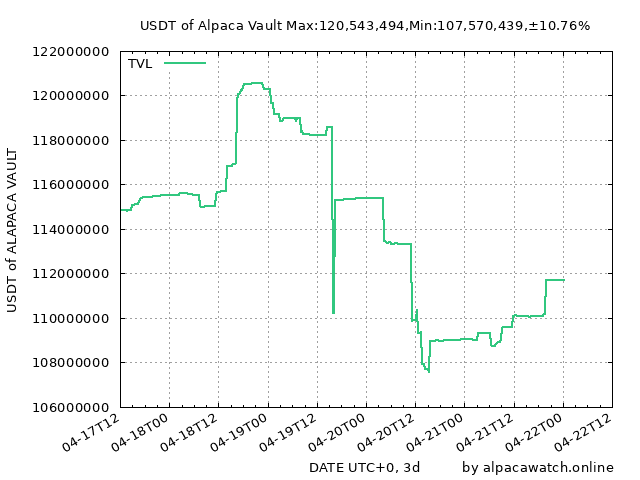 USDT of Alpaca Vault Max:120,543,494,Min:107,570,439,±10.76%
122000000
TVL
120000000
118000000
116000000
114000000
112000000
110000000
108000000
106000000
USDT of ALAPACA VAULT
04-17T12
04-18T00
04-18T12
04-19T00
04-19T12
04-20T00
04-20T12
04-21T00
04-21T12
04-22T00
04-22T12
DATE UTC+0, 3d by alpacawatch.online